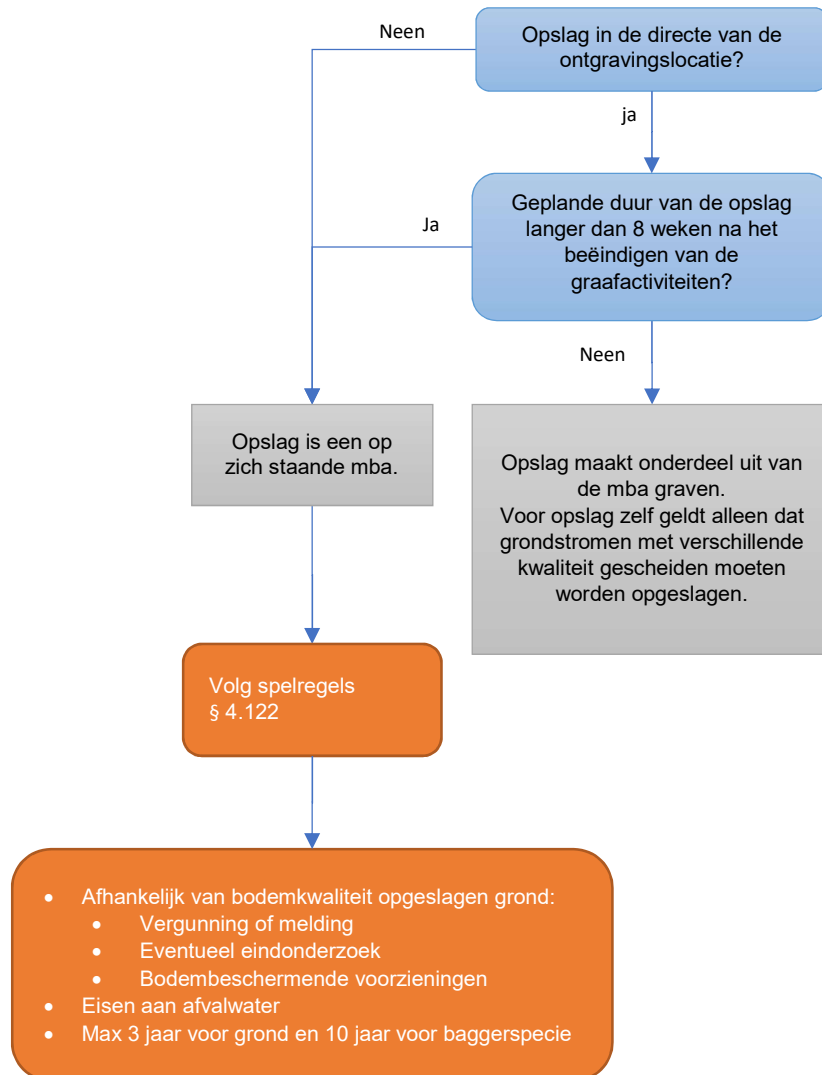 Neen
Opslag in de directe van de
ontgravingslocatie?
ja
Geplande duur van de opslag
langer dan 8 weken na het
beëindigen van de
graafactiviteiten?
Ja
Neen
Opslag is een op
zich staande mba.
Opslag maakt onderdeel uit van
de mba graven.
Voor opslag zelf geldt alleen dat
grondstromen met verschillende
kwaliteit gescheiden moeten
worden opgeslagen.
Volg spelregels
§ 4.122
• Afhankelijk van bodemkwaliteit opgeslagen grond:
• Vergunning of melding
• Eventueel eindonderzoek
• Bodembeschermende voorzieningen
• Eisen aan afvalwater
• Max 3 jaar voor grond en 10 jaar voor baggerspecie